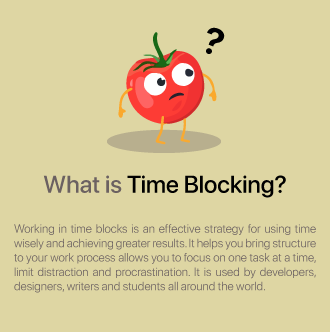 ?
What is Time Blocking?
Working in time blocks is an effective strategy for using time
wisely and achieving greater results. It helps you bring structure
to your work process allows you to focus on one task at a time,
limit distraction and procrastination. It is used by developers,
designers, writers and students all around the world.